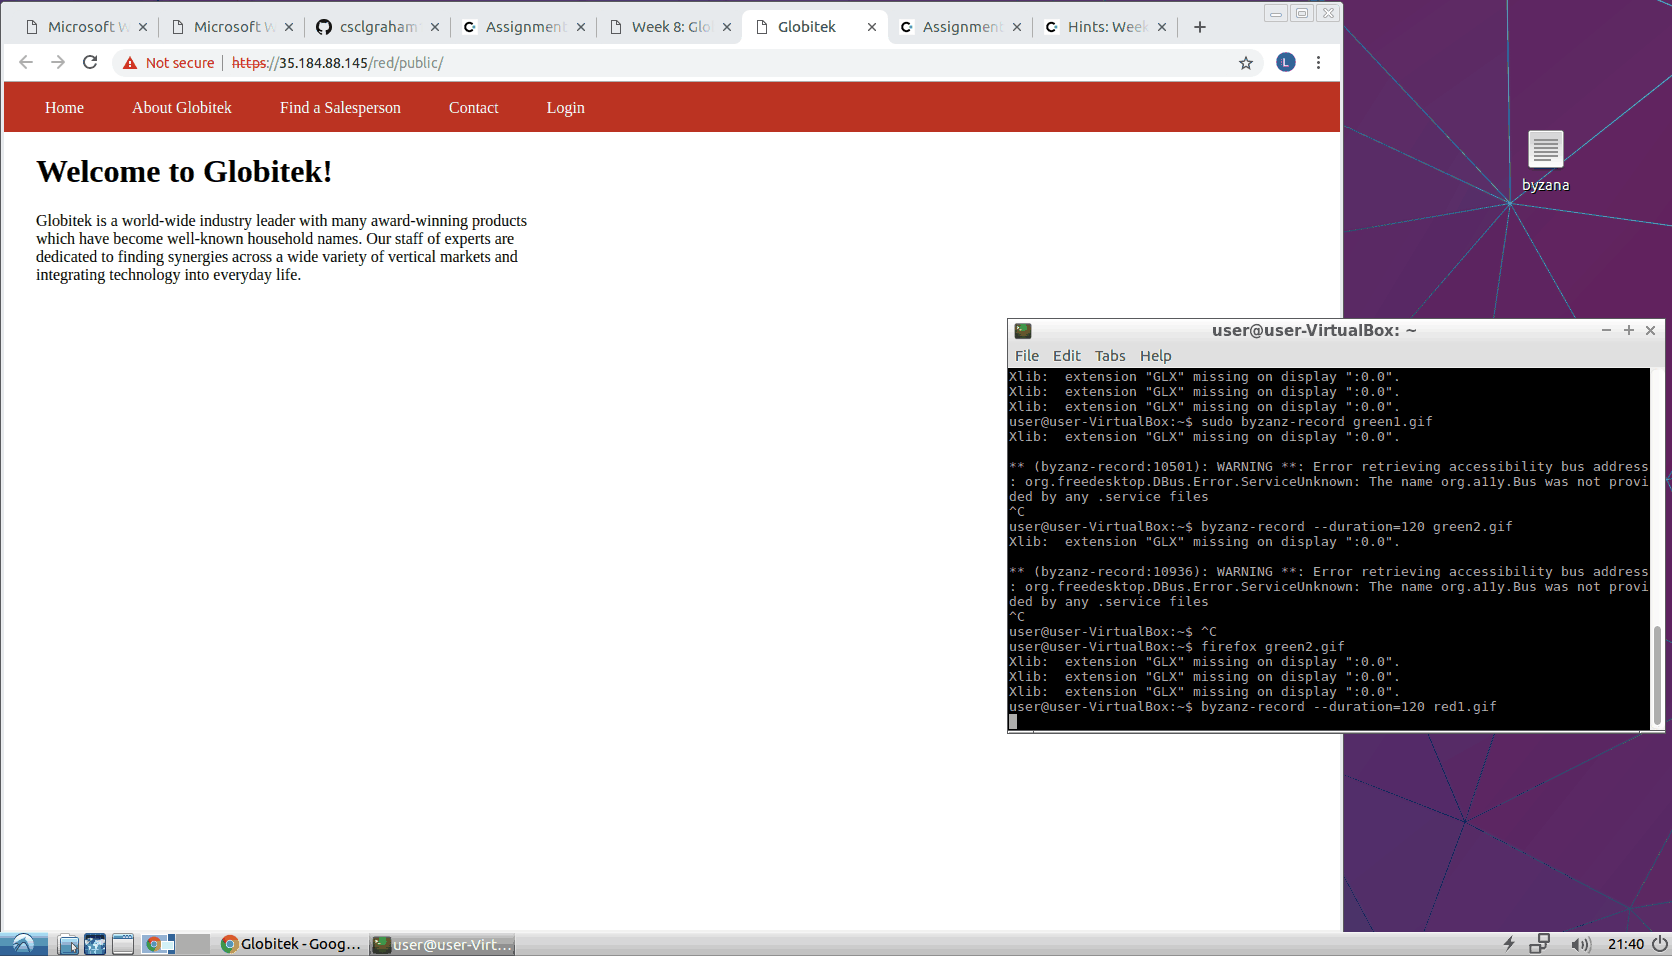 Microsoft W
Microsoft W
csclgraham
Assignment
Week 8: Glo
Globitek
Assignment
Hints: Week
Not secure
https://35.184.88.145/red/public/
L
Home
About Globitek
Find a Salesperson
Contact
Login
Welcome to Globitek!
Globitek is a world-wide industry leader with many award-winning products
which have become well-known household names. Our staff of experts are
dedicated to finding synergies across a wide variety of vertical markets and
integrating technology into everyday life.
byzana
user@user-VirtualBox: ~
File Edit Tabs Help
Xlib:  extension "GLX" missing on display ":0.0".
Xlib:  extension "GLX" missing on display ":0.0".
Xlib:  extension "GLX" missing on display ":0.0".
user@user-VirtualBox:~$ sudo byzanz-record green1.gif
Xlib:  extension "GLX" missing on display ":0.0".
** (byzanz-record:10501): WARNING **: Error retrieving accessibility bus address
: org.freedesktop.DBus.Error.ServiceUnknown: The name org.a11y.Bus was not provi
ded by any .service files
^C
user@user-VirtualBox:~$ byzanz-record --duration=120 green2.gif
Xlib:  extension "GLX" missing on display ":0.0".
** (byzanz-record:10936): WARNING **: Error retrieving accessibility bus address
: org.freedesktop.DBus.Error.ServiceUnknown: The name org.a11y.Bus was not provi
ded by any .service files
^C
user@user-VirtualBox:~$ ^C
user@user-VirtualBox:~$ firefox green2.gif
Xlib:  extension "GLX" missing on display ":0.0".
Xlib:  extension "GLX" missing on display ":0.0".
Xlib:  extension "GLX" missing on display ":0.0".
user@user-VirtualBox:~$ byzanz-record --duration=120 red1.gif
Globitek - Goog...
user@user-Virt...
21:40